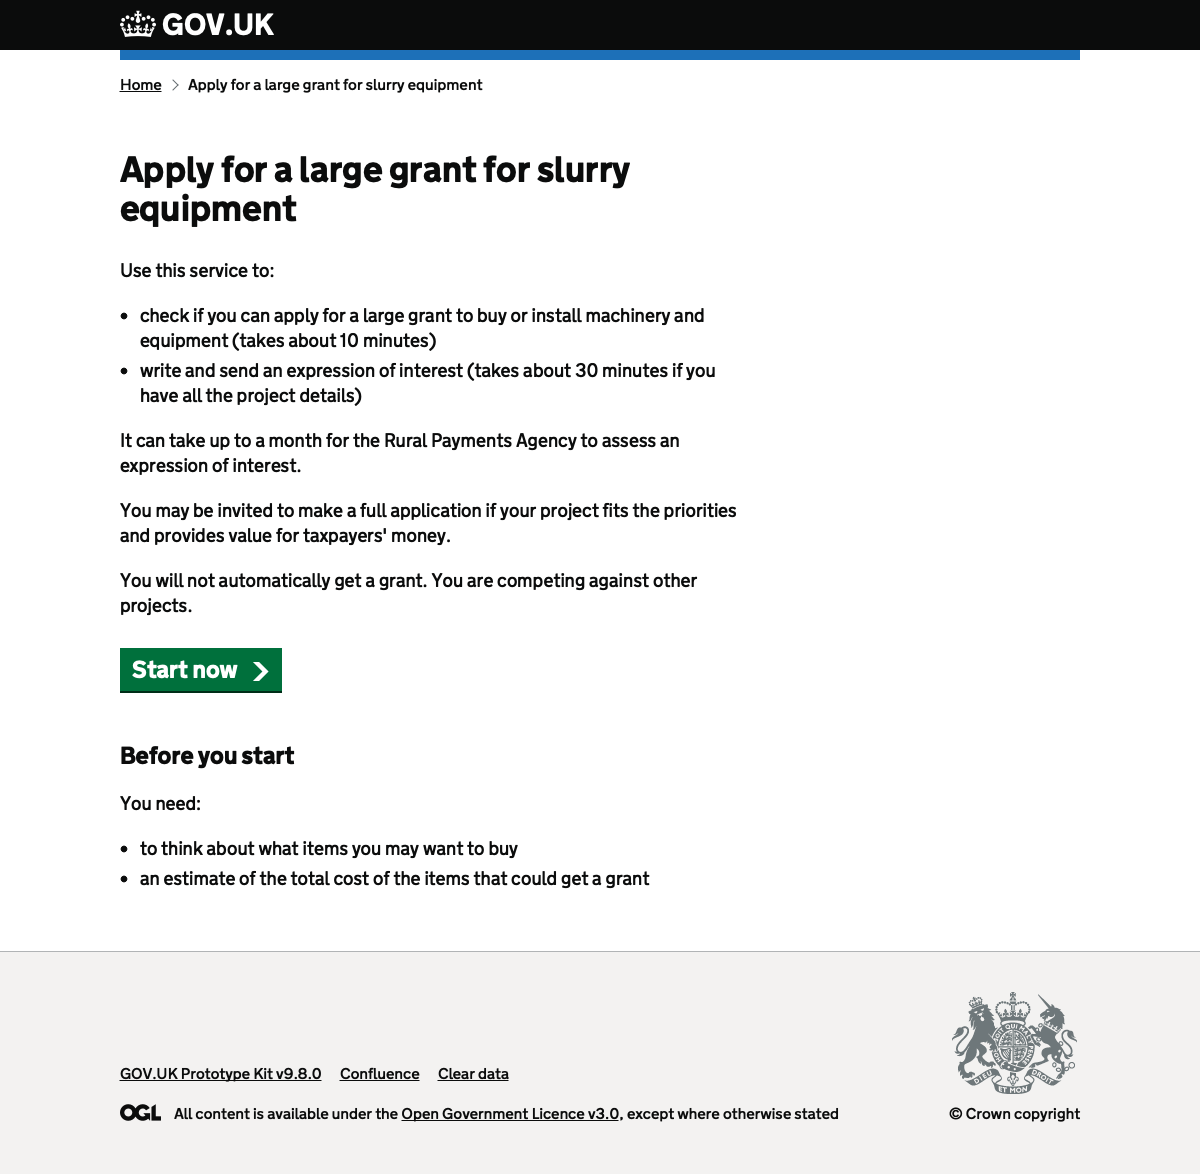 GOV.UK
Home > Apply for a large grant for slurry equipment
Apply for a large grant for slurry
equipment
Use this service to:
• check if you can apply for a large grant to buy or install machinery and
equipment (takes about 10 minutes)
• write and send an expression of interest (takes about 30 minutes if you
have all the project details)
It can take up to a month for the Rural Payments Agency to assess an
expression of interest.
You may be invited to make a full application if your project fits the priorities
and provides value for taxpayers' money.
You will not automatically get a grant. You are competing against other
projects.
Start now
Before you start
You need:
• to think about what items you may want to buy
• an estimate of the total cost of the items that could get a grant
GOV.UK Prototype Kit v9.8.0 Confluence Clear data
OGL All content is available under the Open Government Licence v3.0, except where otherwise stated
DIEU ET MON DROIT
© Crown copyright